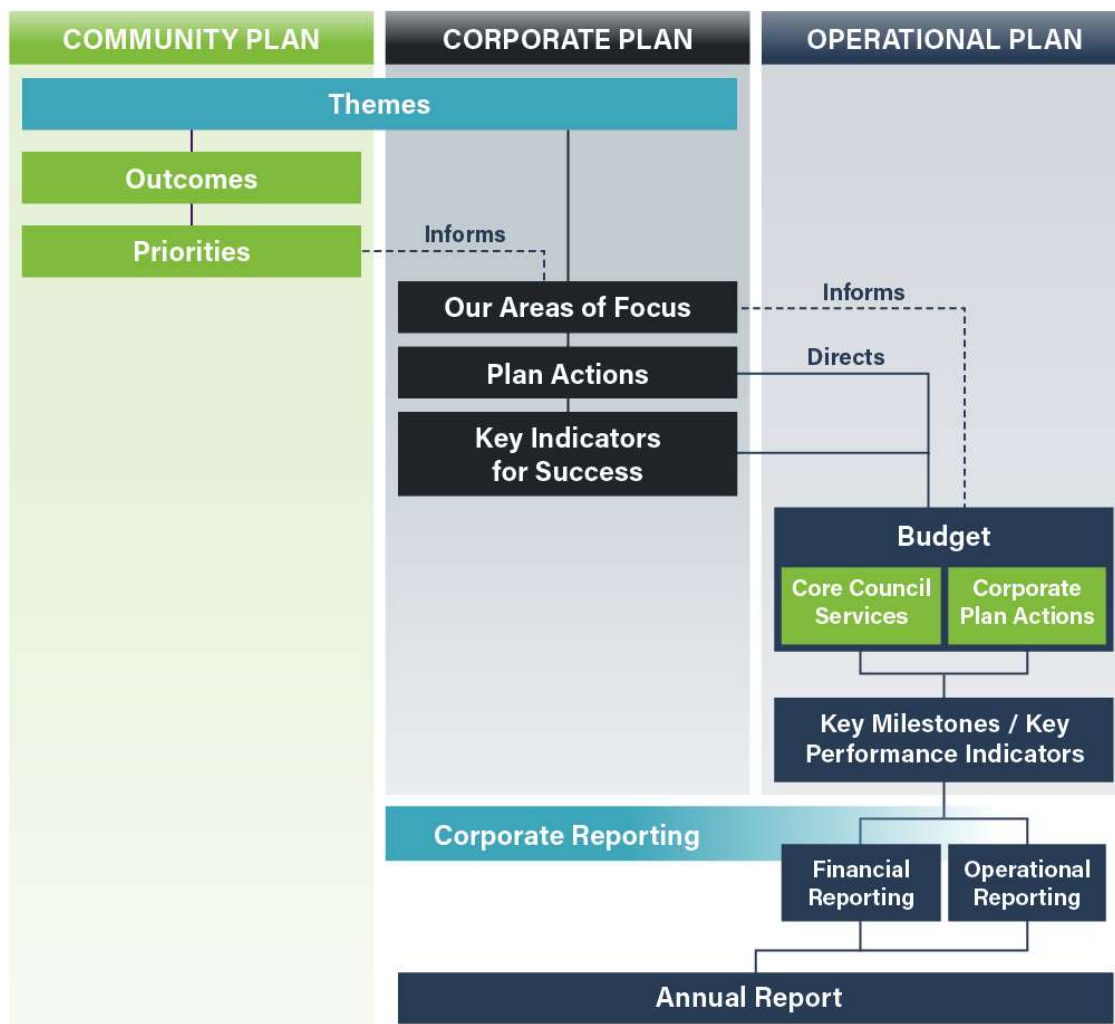 COMMUNITY PLAN
CORPORATE PLAN
OPERATIONAL PLAN
Themes
Outcomes
Priorities
Informs
Our Areas of Focus
Informs
Plan Actions
Directs
Key Indicators
for Success
Budget
Core Council
Services
Corporate
Plan Actions
Key Milestones / Key
Performance Indicators
Corporate Reporting
Financial
Reporting
Operational
Reporting
Annual Report